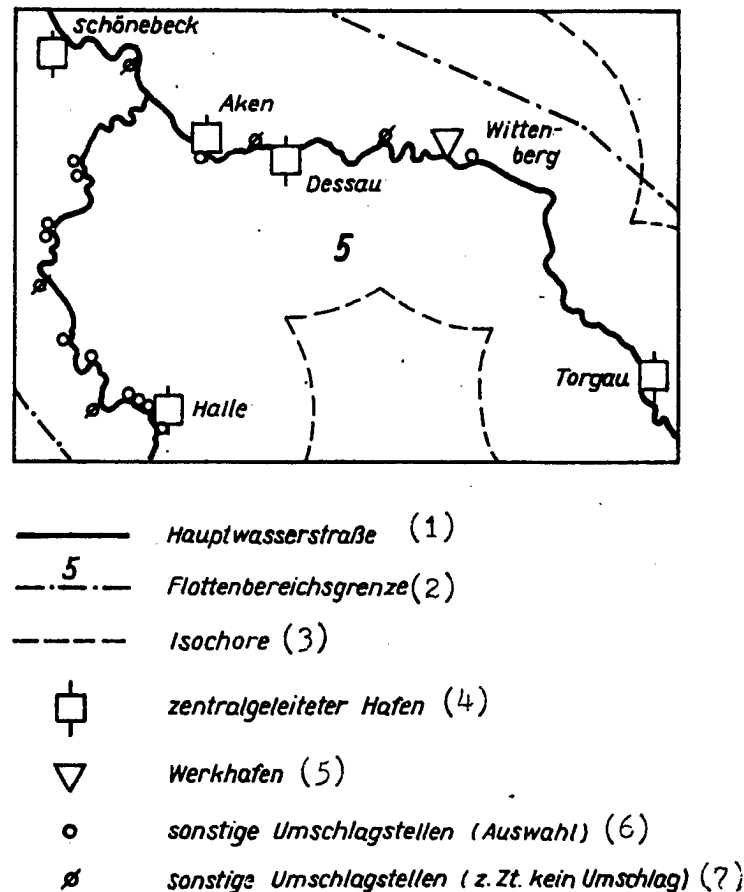 schönebeck
Aken
Witten-
berg
Dessau
5
Torgau
Halle
Hauptwasserstraße (1)
5
Flottenbereichsgrenze (2)
Isochore (3)
zentralgeleiteter Hafen (4)
Werkhafen (5)
sonstige Umschlagstellen (Auswahl) (6)
sonstige Umschlagstellen (z. Zt. kein Umschlag) (7)